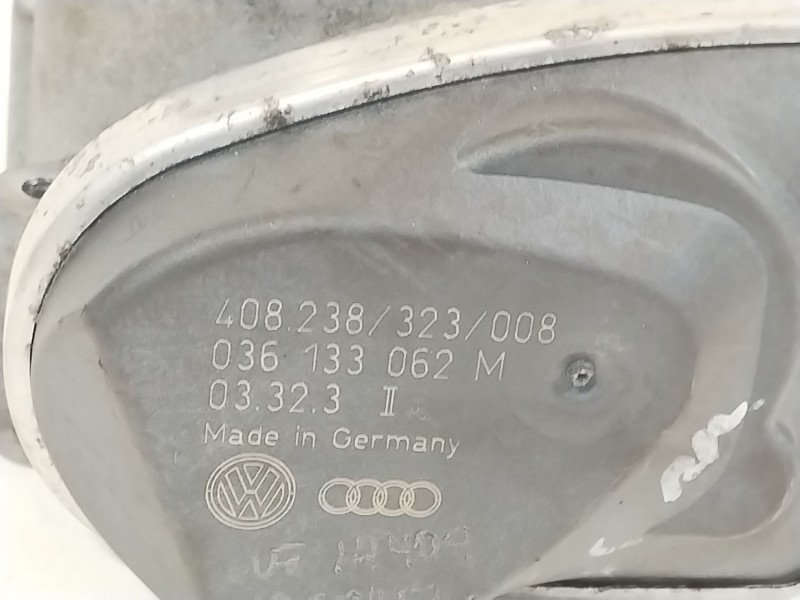 408.238/323/008
036 133 062 M
03.32.3 II
Made in Germany